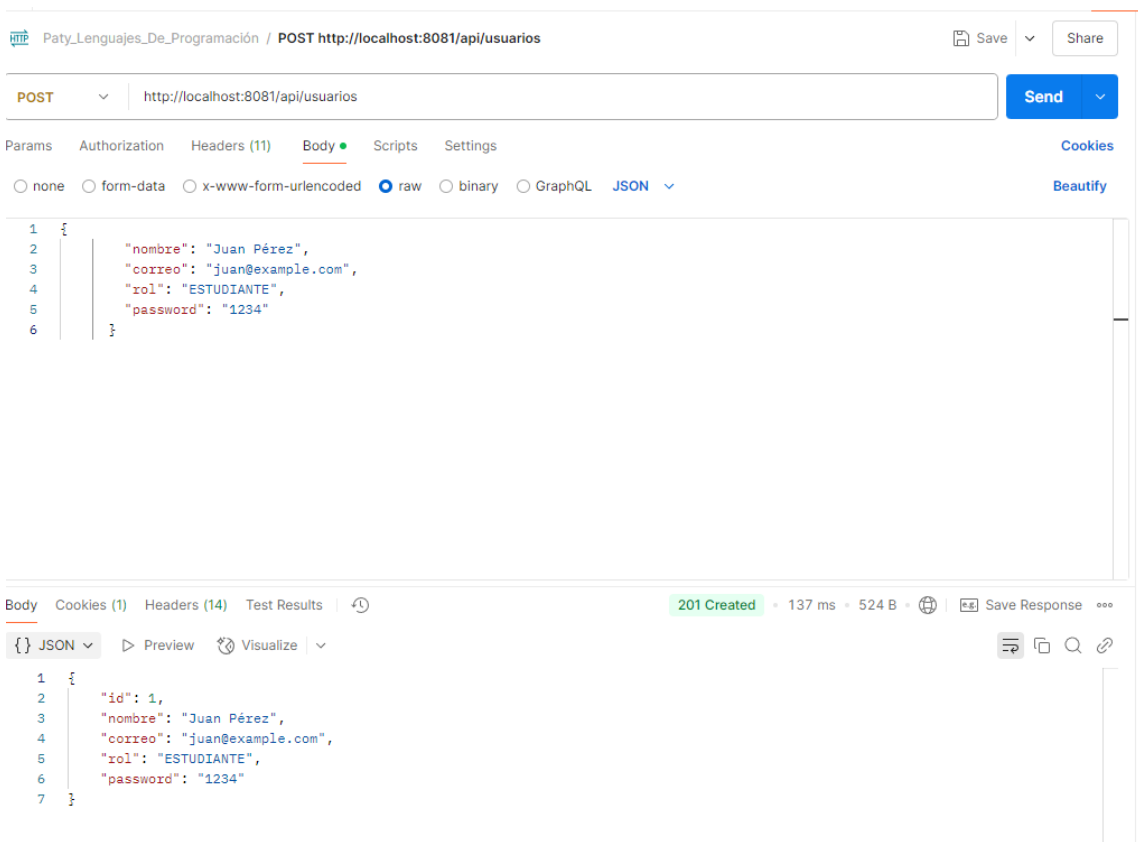 HTTP Paty_Lenguajes_De_Programación / POST http://localhost:8081/api/usuarios Save Share
POST http://localhost:8081/api/usuarios Send
Params Authorization Headers (11) Body Scripts Settings Cookies
none form-data x-www-form-urlencoded raw binary GraphQL JSON Beautify
1 {
2 "nombre": "Juan Pérez",
3 "correo": "juan@example.com",
4 "rol": "ESTUDIANTE",
5 "password": "1234"
6 }
Body Cookies (1) Headers (14) Test Results 201 Created • 137 ms • 524 B • e.g. Save Response
{} JSON Preview Visualize
1 {
2 "id": 1,
3 "nombre": "Juan Pérez",
4 "correo": "juan@example.com",
5 "rol": "ESTUDIANTE",
6 "password": "1234"
7 }